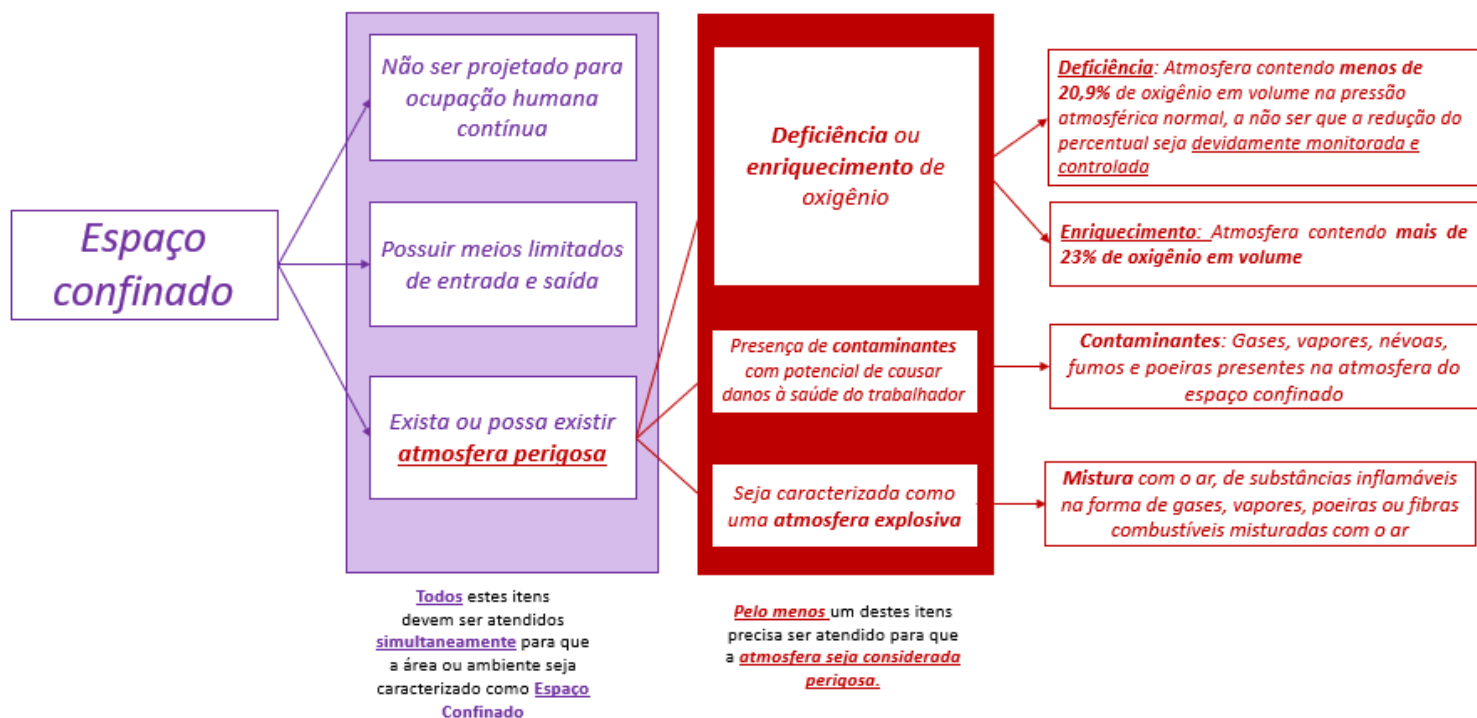 Espaço
confinado
Não ser projetado para
ocupação humana
contínua
Possuir meios limitados
de entrada e saída
Exista ou possa existir
atmosfera perigosa
Todos estes itens
devem ser atendidos
simultaneamente para que
a área ou ambiente seja
caracterizado como Espaço
Confinado
Deficiência ou
enriquecimento de
oxigênio
Presença de contaminantes
com potencial de causar
danos à saúde do trabalhador
Seja caracterizada como
uma atmosfera explosiva
Pelo menos um destes itens
precisa ser atendido para que
a atmosfera seja considerada
perigosa.
Deficiência: Atmosfera contendo menos de
20,9% de oxigênio em volume na pressão
atmosférica normal, a não ser que a redução do
percentual seja devidamente monitorada e
controlada
Enriquecimento: Atmosfera contendo mais de
23% de oxigênio em volume
Contaminantes: Gases, vapores, névoas,
fumos e poeiras presentes na atmosfera do
espaço confinado
Mistura com o ar, de substâncias inflamáveis
na forma de gases, vapores, poeiras ou fibras
combustíveis misturadas com o ar